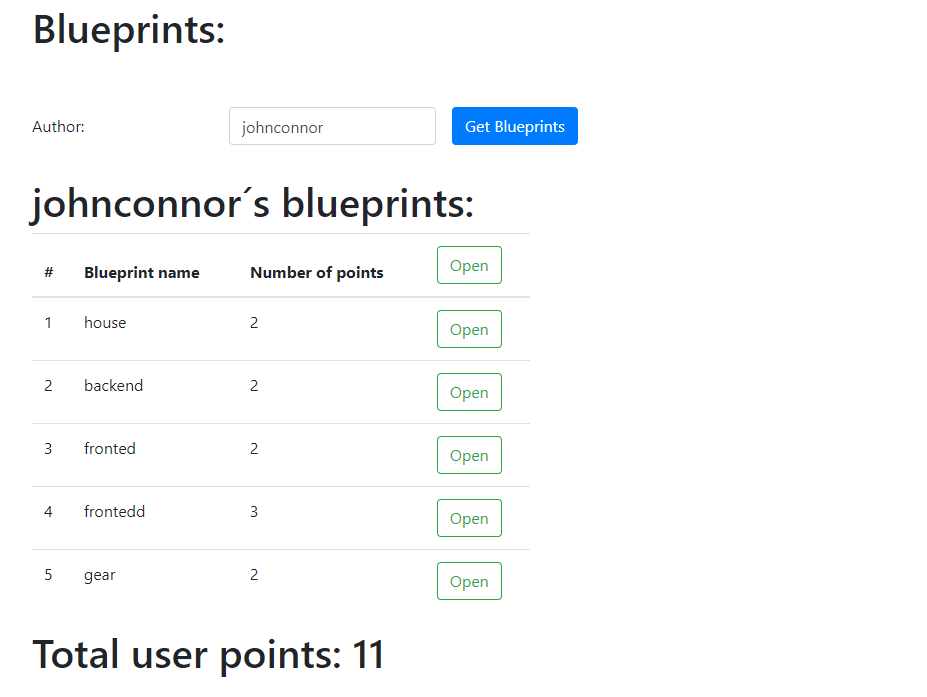 Blueprints:
Author: johnconnor Get Blueprints
johnconnor´s blueprints:
# Blueprint name Number of points Open
1 house 2 Open
2 backend 2 Open
3 fronted 2 Open
4 frontedd 3 Open
5 gear 2 Open
Total user points: 11